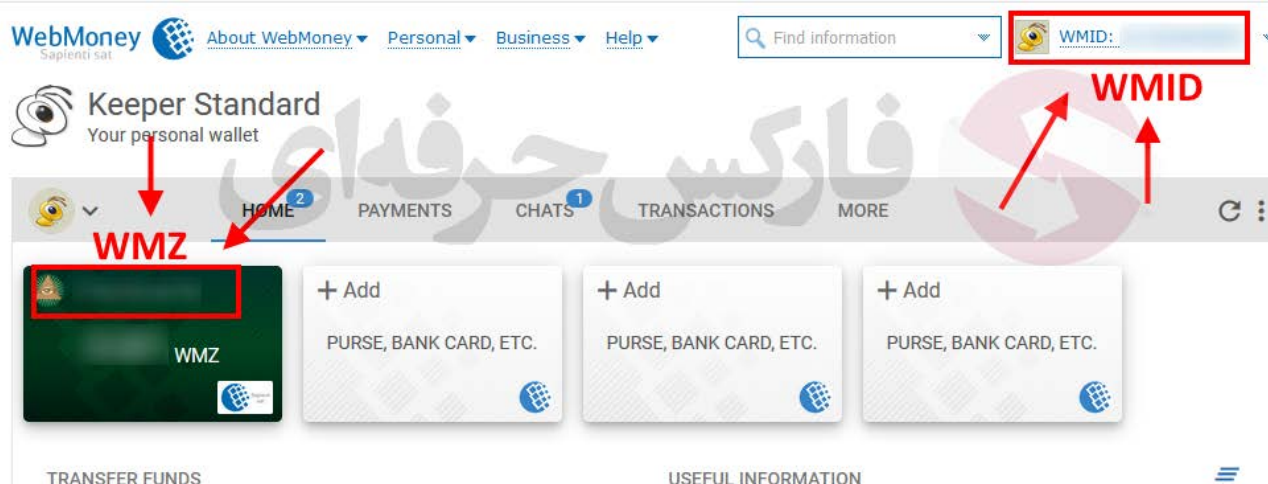 WebMoney
Sapienti sat
About WebMoney
Personal
Business
Help
Find information
WMID:
WMID
Keeper Standard
Your personal wallet
فارکس حرفه‌ای
HOME 2
PAYMENTS
CHATS 1
TRANSACTIONS
MORE
WMZ
WMZ
+ Add
PURSE, BANK CARD, ETC.
+ Add
PURSE, BANK CARD, ETC.
+ Add
PURSE, BANK CARD, ETC.
TRANSFER FUNDS
USEFUL INFORMATION